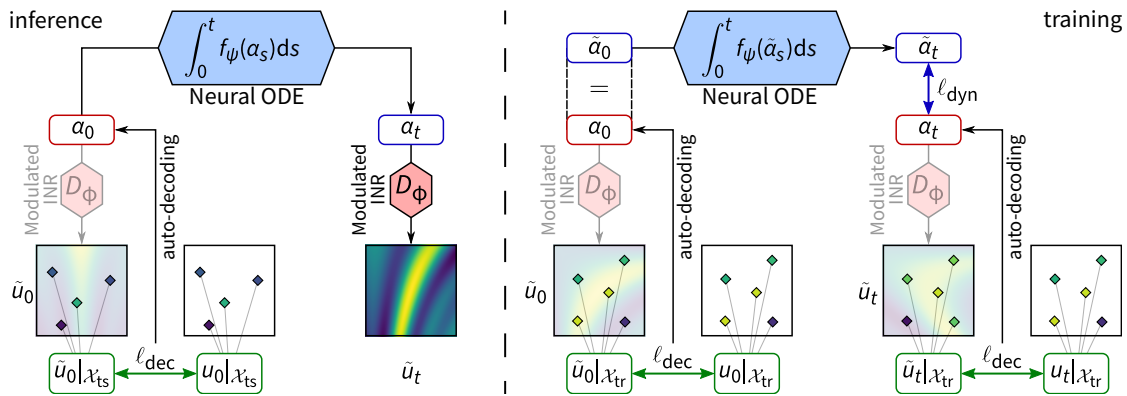 inference
∫₀ᵗ f_ψ(α_s)ds
Neural ODE
α₀
α_t
Modulated
INR
D_ϕ
auto-decoding
Modulated
INR
D_ϕ
ũ₀
ũ₀|𝒳_ts
ℓ_dec
u₀|𝒳_ts
ũ_t
training
α̃₀
∫₀ᵗ f_ψ(α̃_s)ds
Neural ODE
α̃_t
=
ℓ_dyn
α₀
α_t
Modulated
INR
D_ϕ
auto-decoding
Modulated
INR
D_ϕ
auto-decoding
ũ₀
ũ_t
ũ₀|𝒳_tr
ℓ_dec
u₀|𝒳_tr
ũ_t|𝒳_tr
ℓ_dec
u_t|𝒳_tr